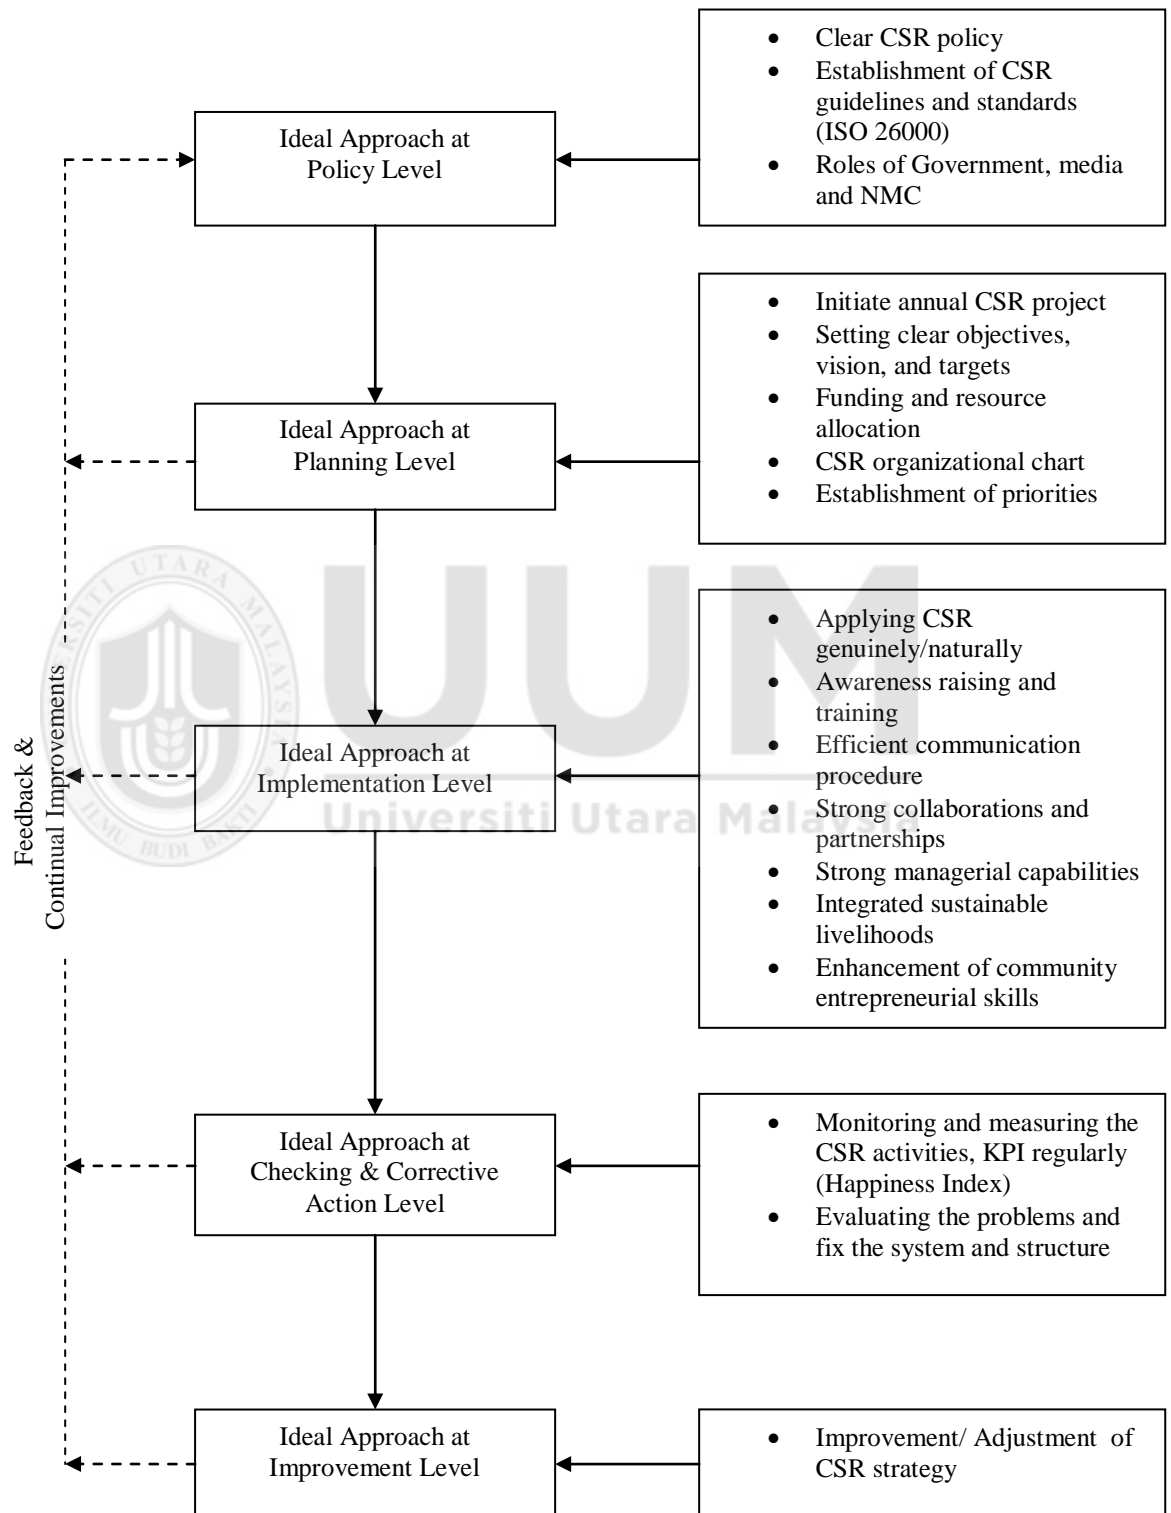 • Clear CSR policy
• Establishment of CSR
guidelines and standards
(ISO 26000)
• Roles of Government, media
and NMC
Ideal Approach at
Policy Level
• Initiate annual CSR project
• Setting clear objectives,
vision, and targets
• Funding and resource
allocation
• CSR organizational chart
• Establishment of priorities
Ideal Approach at
Planning Level
• Applying CSR
genuinely/naturally
• Awareness raising and
training
• Efficient communication
procedure
• Strong collaborations and
partnerships
• Strong managerial capabilities
• Integrated sustainable
livelihoods
• Enhancement of community
entrepreneurial skills
Ideal Approach at
Implementation Level
Feedback &
Continual Improvements
UUM
Universiti Utara Malaysia
UTARA MALAYSIA
ILMU BUDI BAKTI
• Monitoring and measuring the
CSR activities, KPI regularly
(Happiness Index)
• Evaluating the problems and
fix the system and structure
Ideal Approach at
Checking & Corrective
Action Level
• Improvement/ Adjustment of
CSR strategy
Ideal Approach at
Improvement Level